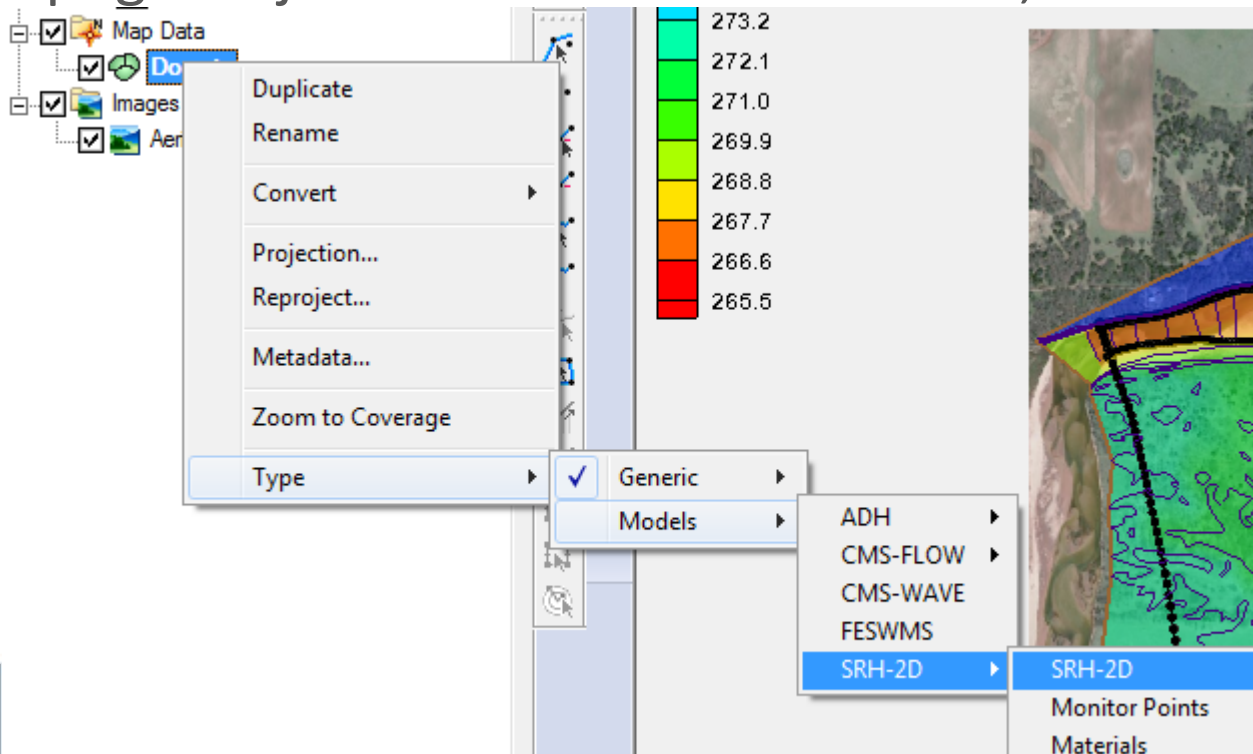 Map Data
Images
Duplicate
Rename
Convert
Projection...
Reproject...
Metadata...
Zoom to Coverage
Type
Generic
Models
ADH
CMS-FLOW
CMS-WAVE
FESWMS
SRH-2D
SRH-2D
Monitor Points
Materials
273.2
272.1
271.0
269.9
268.8
267.7
266.6
265.5